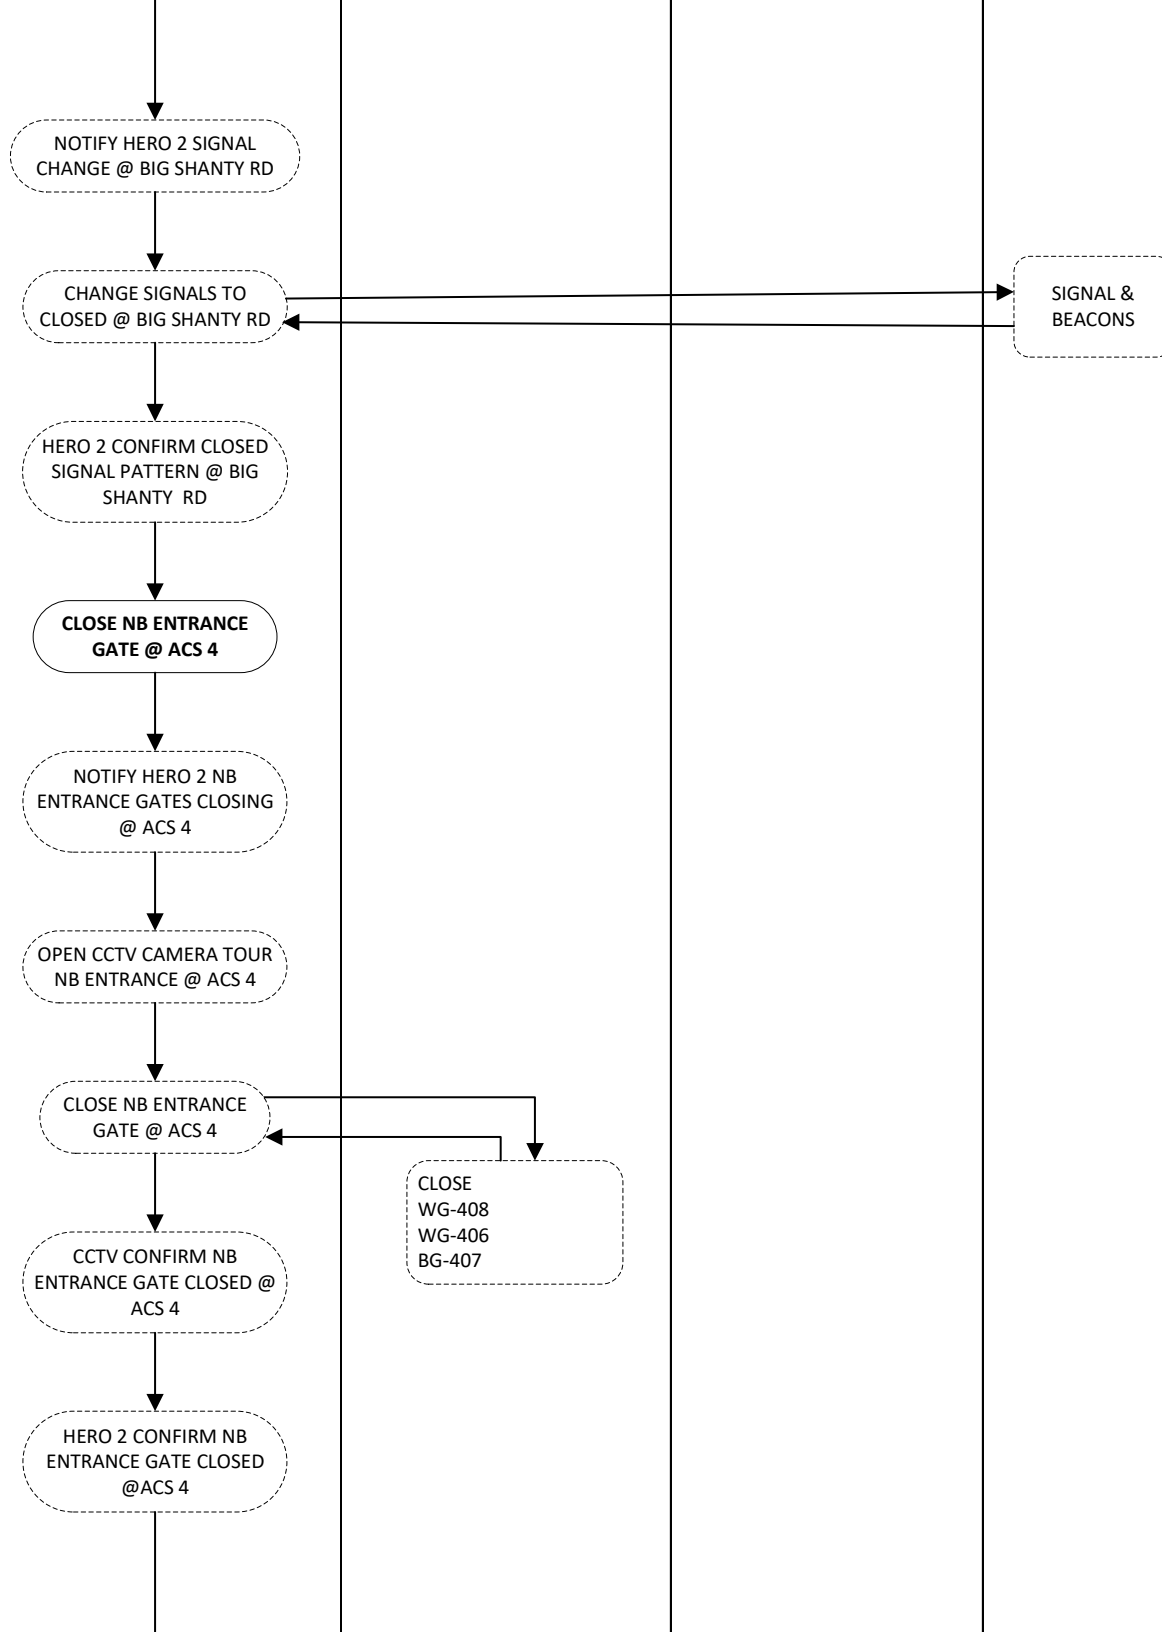 NOTIFY HERO 2 SIGNAL
CHANGE @ BIG SHANTY RD
CHANGE SIGNALS TO
CLOSED @ BIG SHANTY RD
SIGNAL &
BEACONS
HERO 2 CONFIRM CLOSED
SIGNAL PATTERN @ BIG
SHANTY RD
CLOSE NB ENTRANCE
GATE @ ACS 4
NOTIFY HERO 2 NB
ENTRANCE GATES CLOSING
@ ACS 4
OPEN CCTV CAMERA TOUR
NB ENTRANCE @ ACS 4
CLOSE NB ENTRANCE
GATE @ ACS 4
CLOSE
WG-408
WG-406
BG-407
CCTV CONFIRM NB
ENTRANCE GATE CLOSED @
ACS 4
HERO 2 CONFIRM NB
ENTRANCE GATE CLOSED
@ACS 4